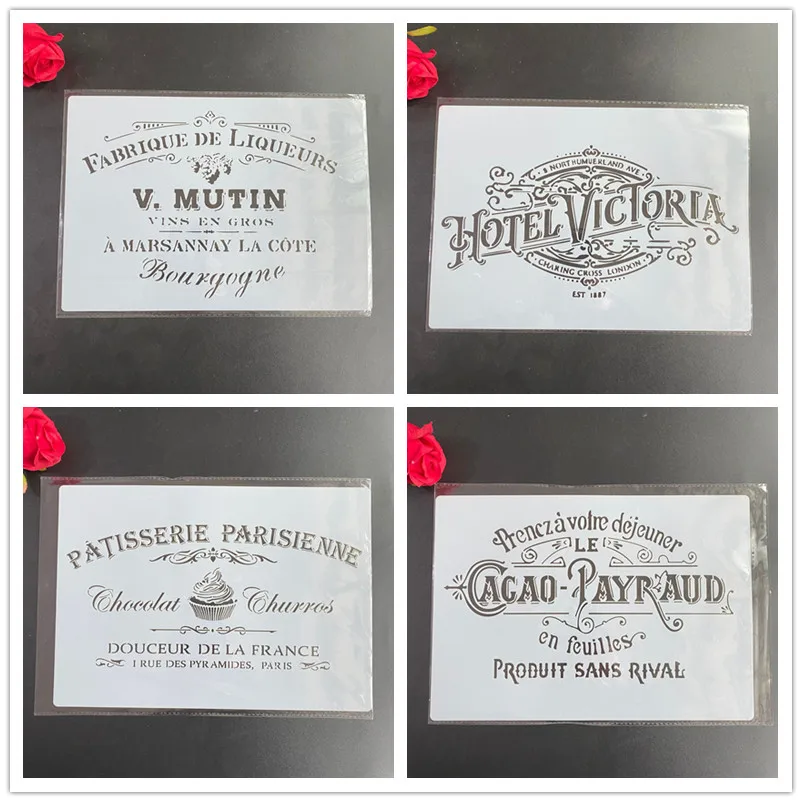 FABRIQUE DE LIQUEURS
V. MUTIN
VINS EN GROS
À MARSANNAY LA CÔTE
Bourgogne
8 NORTHUMUERLAND AVE
HOTEL VICTORIA
CHARING CROSS LONDON
EST 1887
PÂTISSERIE PARISIENNE
Chocolat Churros
DOUCEUR DE LA FRANCE
1 RUE DES PYRAMIDES, PARIS
Prencz à votre déjeuner
LE
CACAO-PAYRAUD
en feuilles
PRODUIT SANS RIVAL